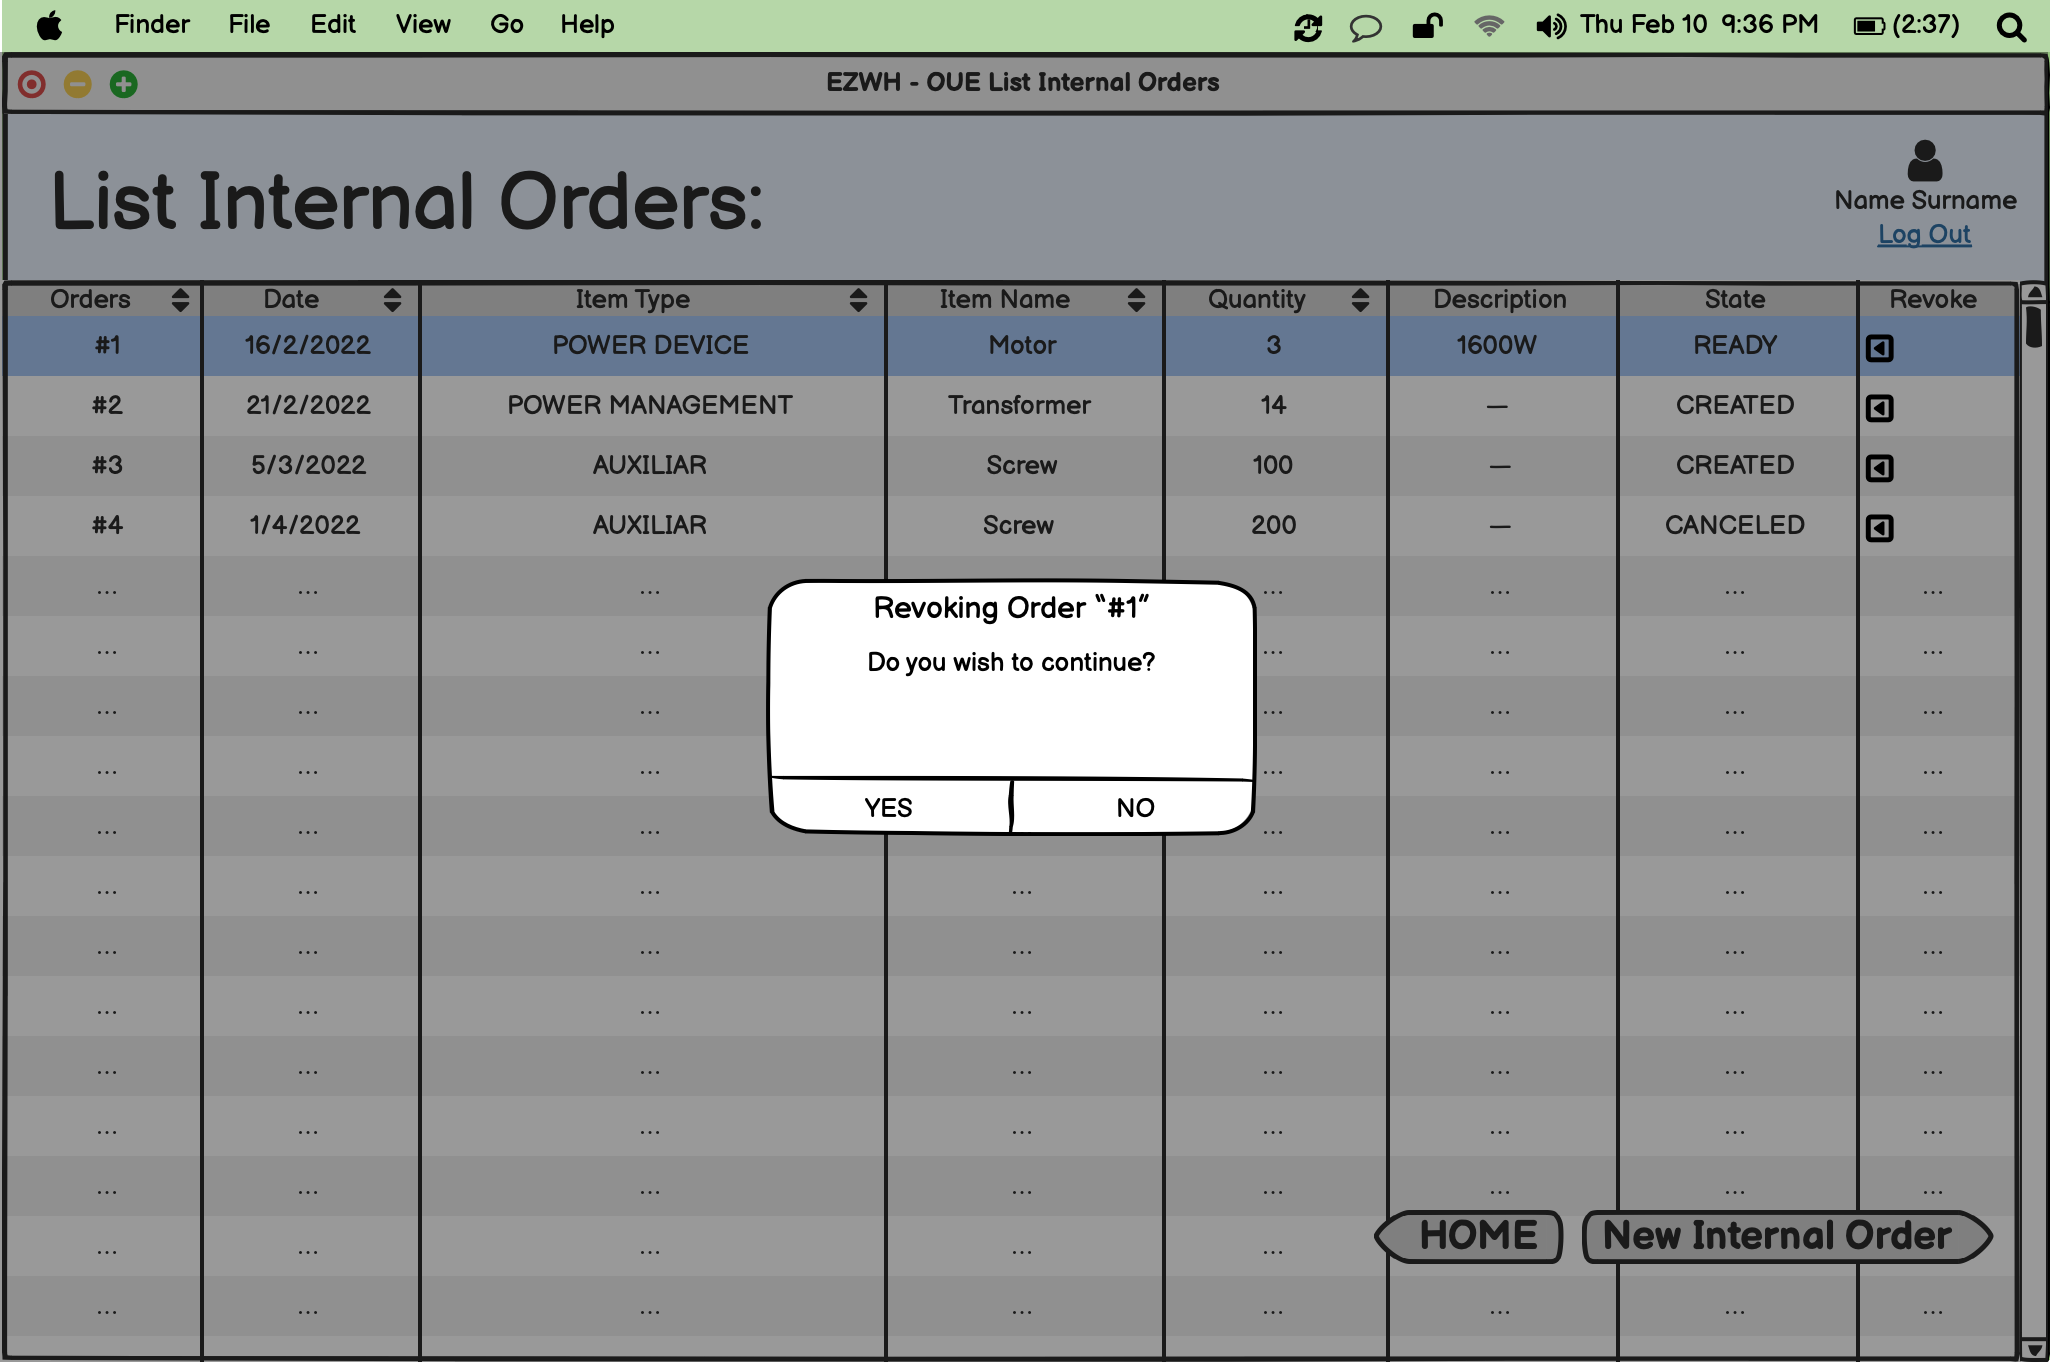 Finder File Edit View Go Help Thu Feb 10 9:36 PM (2:37)
EZWH - OUE List Internal Orders
List Internal Orders:
Name Surname
Log Out
Orders Date Item Type Item Name Quantity Description State Revoke
#1 16/2/2022 POWER DEVICE Motor 3 1600W READY
#2 21/2/2022 POWER MANAGEMENT Transformer 14 — CREATED
#3 5/3/2022 AUXILIAR Screw 100 — CREATED
#4 1/4/2022 AUXILIAR Screw 200 — CANCELED
... ... ... ... ... ... ...
Revoking Order “#1”
... ... ... ... ... ... ...
Do you wish to continue?
... ... ... ... ... ... ...
... ... ... ... ... ... ...
YES NO
... ... ... ... ... ... ...
... ... ... ... ... ... ... ...
... ... ... ... ... ... ... ...
... ... ... ... ... ... ... ...
... ... ... ... ... ... ... ...
... ... ... ... ... ... ... ...
... ... ... ... ... ... ... ...
HOME New Internal Order
... ... ... ... ...
... ... ... ... ... ... ... ...